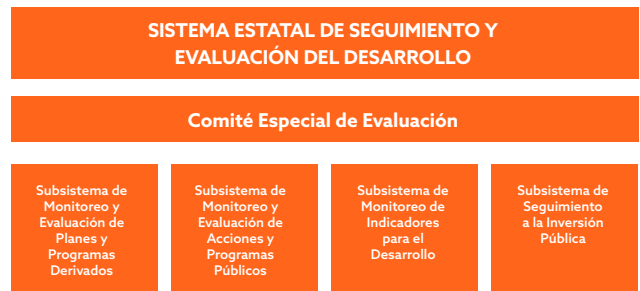 SISTEMA ESTATAL DE SEGUIMIENTO Y
EVALUACIÓN DEL DESARROLLO
Comité Especial de Evaluación
Subsistema de
Monitoreo y
Evaluación de
Planes y
Programas
Derivados
Subsistema de
Monitoreo y
Evaluación de
Acciones y
Programas
Públicos
Subsistema de
Monitoreo de
Indicadores
para el
Desarrollo
Subsistema de
Seguimiento
a la Inversión
Pública